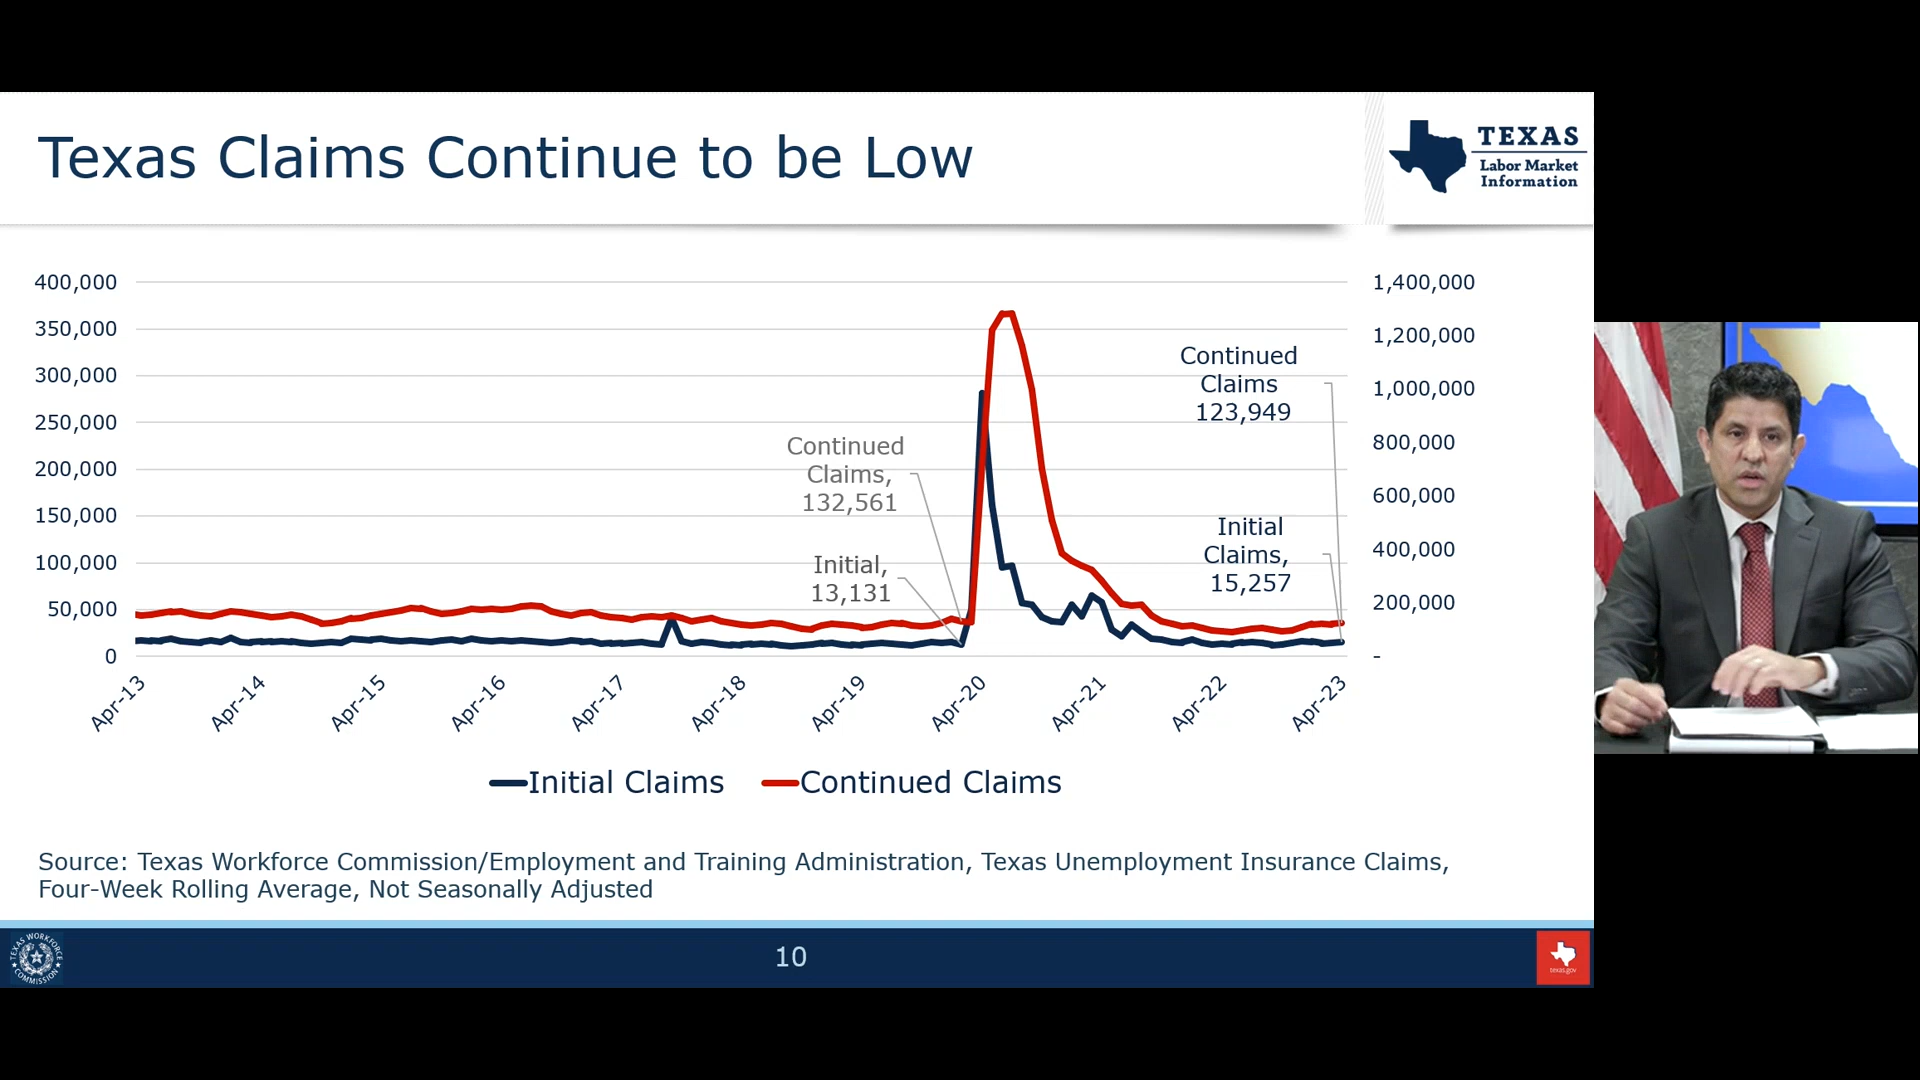 Texas Claims Continue to be Low
TEXAS
Labor Market
Information
400,000
350,000
300,000
250,000
200,000
150,000
100,000
50,000
0
1,400,000
1,200,000
1,000,000
800,000
600,000
400,000
200,000
-
Continued
Claims,
132,561
Initial,
13,131
Continued
Claims
123,949
Initial
Claims,
15,257
Apr-13
Apr-14
Apr-15
Apr-16
Apr-17
Apr-18
Apr-19
Apr-20
Apr-21
Apr-22
Apr-23
Initial Claims
Continued Claims
Source: Texas Workforce Commission/Employment and Training Administration, Texas Unemployment Insurance Claims,
Four-Week Rolling Average, Not Seasonally Adjusted
TEXAS WORKFORCE
COMMISSION
10
texas.gov